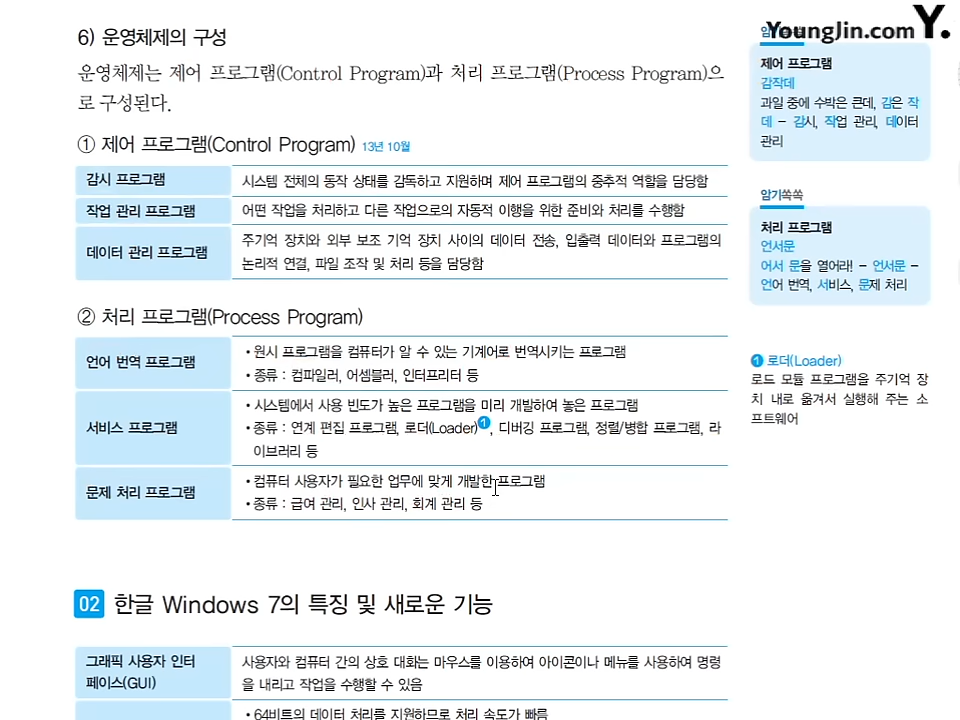 6) 운영체제의 구성
운영체제는 제어 프로그램(Control Program)과 처리 프로그램(Process Program)으
로 구성된다.
① 제어 프로그램(Control Program) 13년 10월
감시 프로그램
시스템 전체의 동작 상태를 감독하고 지원하며 제어 프로그램의 중추적 역할을 담당함
작업 관리 프로그램
어떤 작업을 처리하고 다른 작업으로의 자동적 이행을 위한 준비와 처리를 수행함
데이터 관리 프로그램
주기억 장치와 외부 보조 기억 장치 사이의 데이터 전송, 입출력 데이터와 프로그램의
논리적 연결, 파일 조작 및 처리 등을 담당함
② 처리 프로그램(Process Program)
언어 번역 프로그램
• 원시 프로그램을 컴퓨터가 알 수 있는 기계어로 번역시키는 프로그램
• 종류 : 컴파일러, 어셈블러, 인터프리터 등
서비스 프로그램
• 시스템에서 사용 빈도가 높은 프로그램을 미리 개발하여 놓은 프로그램
• 종류 : 연계 편집 프로그램, 로더(Loader)❶, 디버깅 프로그램, 정렬/병합 프로그램, 라
이브러리 등
문제 처리 프로그램
• 컴퓨터 사용자가 필요한 업무에 맞게 개발한 프로그램
• 종류 : 급여 관리, 인사 관리, 회계 관리 등
02 한글 Windows 7의 특징 및 새로운 기능
그래픽 사용자 인터
페이스(GUI)
사용자와 컴퓨터 간의 상호 대화는 마우스를 이용하여 아이콘이나 메뉴를 사용하여 명령
을 내리고 작업을 수행할 수 있음
• 64비트의 데이터 처리를 지원하므로 처리 속도가 빠름
YoungJin.com Y.
제어 프로그램
감작데
과일 중에 수박은 큰데, 감은 작
데 – 감시, 작업 관리, 데이터
관리
암기쏙쏙
처리 프로그램
언서문
어서 문을 열어라! – 언서문 –
언어 번역, 서비스, 문제 처리
❶ 로더(Loader)
로드 모듈 프로그램을 주기억 장
치 내로 옮겨서 실행해 주는 소
프트웨어